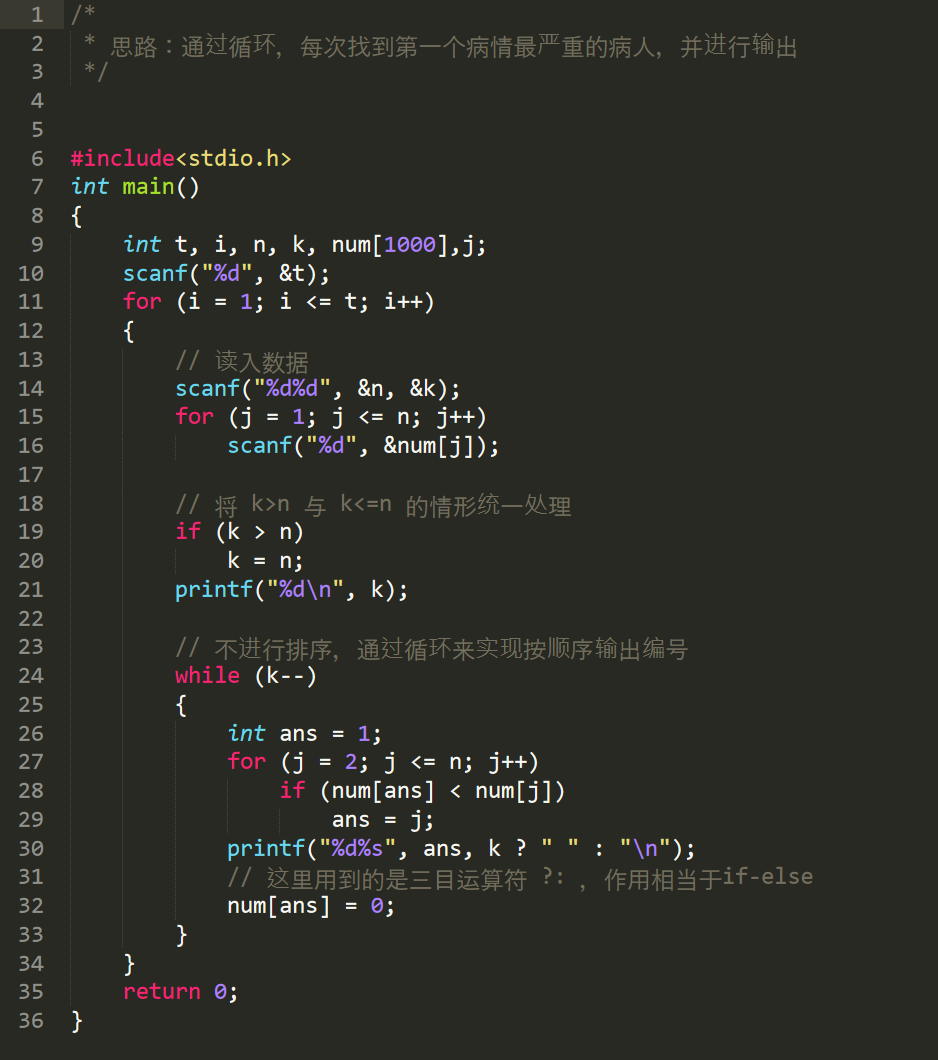 1 /*
2  * 思路：通过循环，每次找到第一个病情最严重的病人，并进行输出
3  */
4
5
6 #include<stdio.h>
7 int main()
8 {
9     int t, i, n, k, num[1000],j;
10     scanf("%d", &t);
11     for (i = 1; i <= t; i++)
12     {
13         // 读入数据
14         scanf("%d%d", &n, &k);
15         for (j = 1; j <= n; j++)
16             scanf("%d", &num[j]);
17
18         // 将 k>n 与 k<=n 的情形统一处理
19         if (k > n)
20             k = n;
21         printf("%d\n", k);
22
23         // 不进行排序，通过循环来实现按顺序输出编号
24         while (k--)
25         {
26             int ans = 1;
27             for (j = 2; j <= n; j++)
28                 if (num[ans] < num[j])
29                     ans = j;
30             printf("%d%s", ans, k ? " " : "\n");
31             // 这里用到的是三目运算符 ?: ，作用相当于if-else
32             num[ans] = 0;
33         }
34     }
35     return 0;
36 }